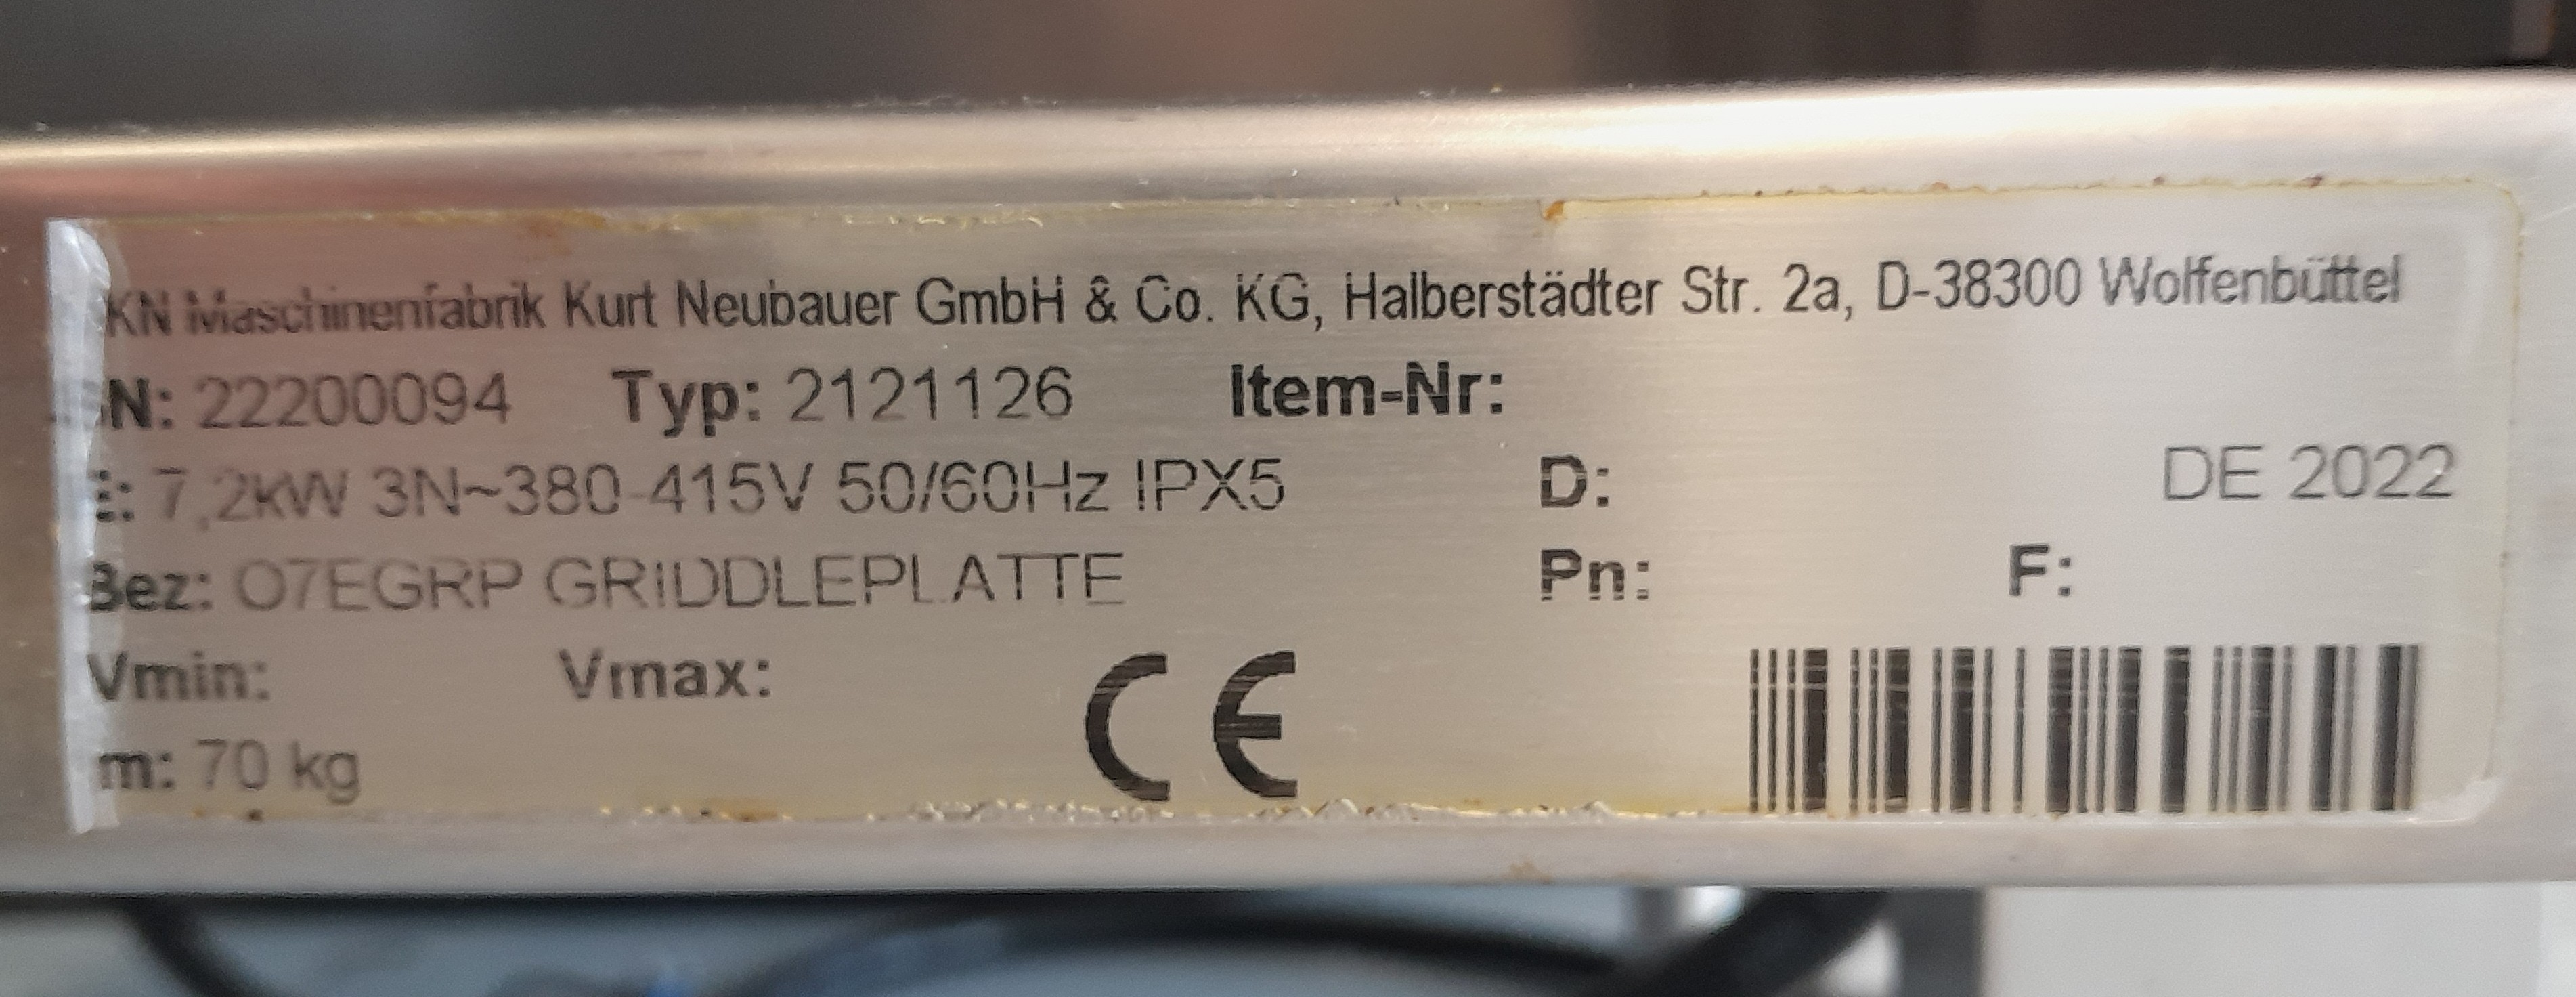 KN Maschinenfabrik Kurt Neubauer GmbH & Co. KG, Halberstädter Str. 2a, D-38300 Wolfenbüttel
SN: 22200094 Typ: 2121126 Item-Nr:
E: 7,2kW 3N~380-415V 50/60Hz IPX5 D: DE 2022
Bez: O7EGRP GRIDDLEPLATTE Pn: F:
Vmin: Vmax: CE
m: 70 kg